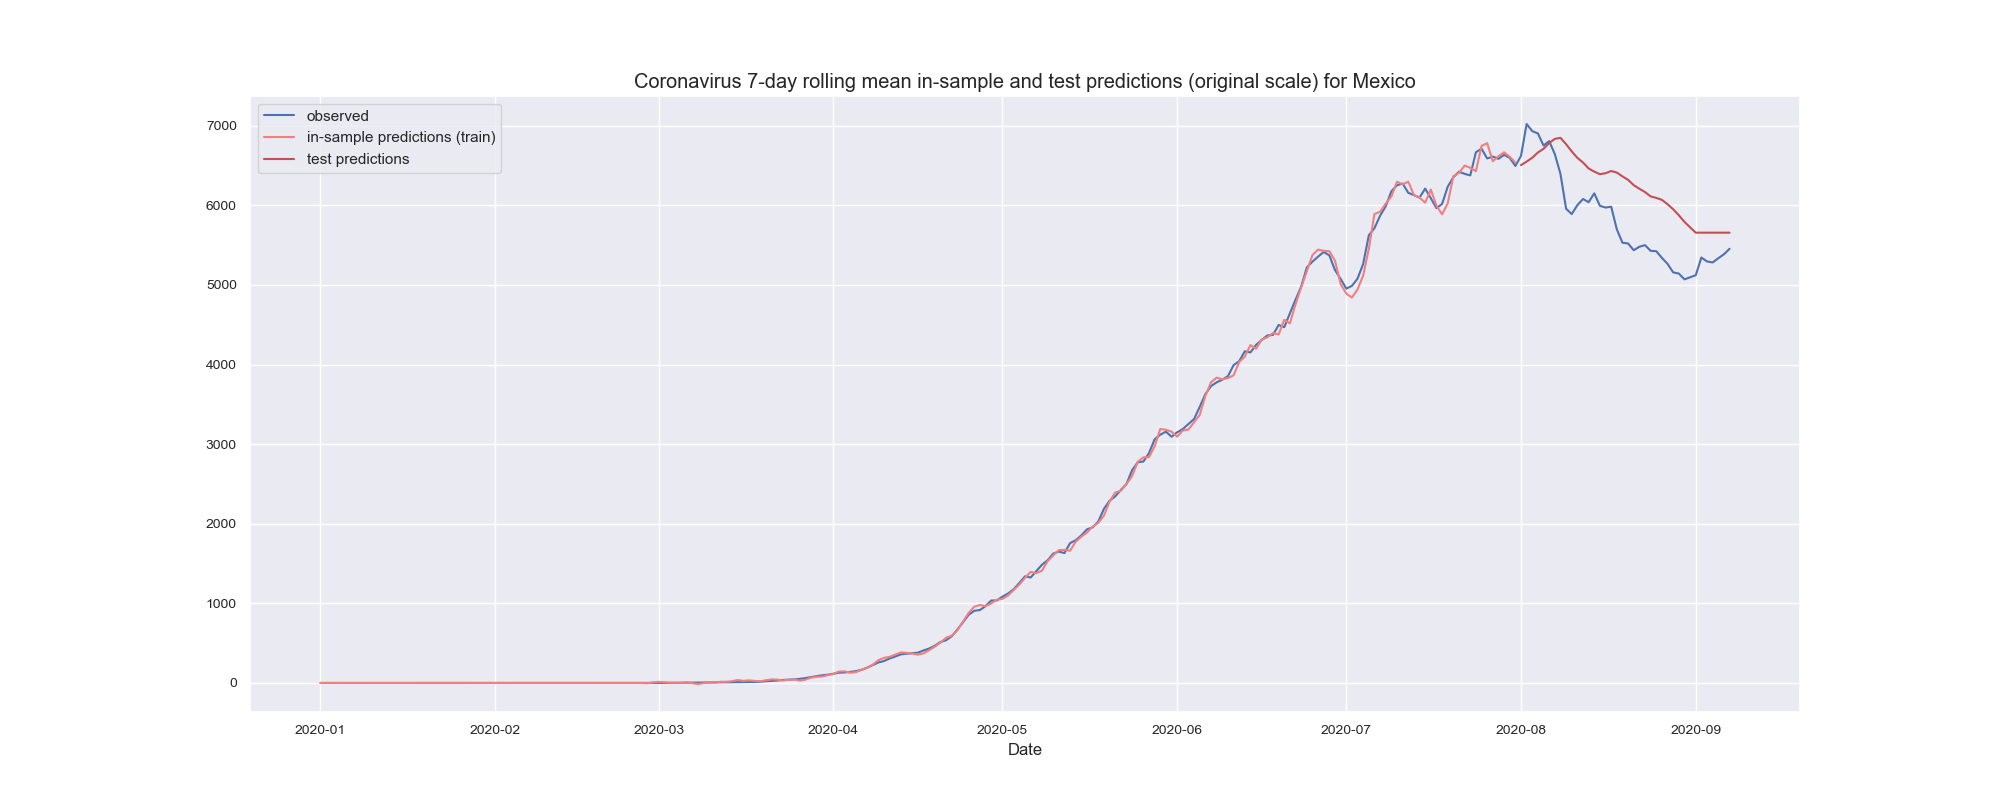 Coronavirus 7-day rolling mean in-sample and test predictions (original scale) for Mexico
observed
in-sample predictions (train)
test predictions
7000
6000
5000
4000
3000
2000
1000
0
2020-01 2020-02 2020-03 2020-04 2020-05 2020-06 2020-07 2020-08 2020-09
Date